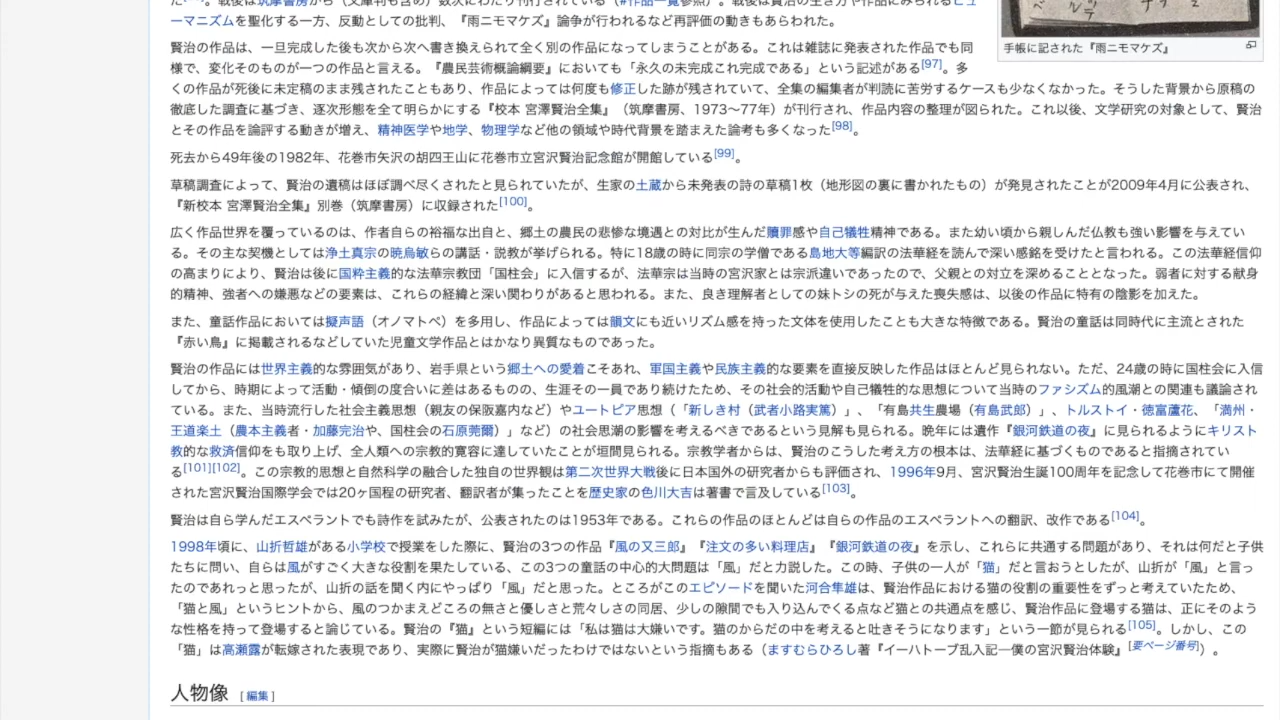 た　。戦後は筑摩書房から（文庫判も含め）数次にわたり刊行されている（#作品一覧参照）。戦後は賢治の生き方や作品にみられるヒュ
ーマニズムを聖化する一方、反動としての批判、『雨ニモマケズ』論争が行われるなど再評価の動きもあらわれた。
手帳に記された『雨ニモマケズ』
賢治の作品は、一旦完成した後も次から次へ書き換えられて全く別の作品になってしまうことがある。これは雑誌に発表された作品でも同
様で、変化そのものが一つの作品と言える。『農民芸術概論綱要』においても「永久の未完成これ完成である」という記述がある[97]。多
くの作品が死後に未定稿のまま残されたこともあり、作品によっては何度も修正した跡が残されていて、全集の編集者が判読に苦労するケースも少なくなかった。そうした背景から原稿の
徹底した調査に基づき、逐次形態を全て明らかにする『校本 宮澤賢治全集』（筑摩書房、1973〜77年）が刊行され、作品内容の整理が図られた。これ以後、文学研究の対象として、賢治
とその作品を論評する動きが増え、精神医学や地学、物理学など他の領域や時代背景を踏まえた論考も多くなった[98]。
死去から49年後の1982年、花巻市矢沢の胡四王山に花巻市立宮沢賢治記念館が開館している[99]。
草稿調査によって、賢治の遺稿はほぼ調べ尽くされたと見られていたが、生家の土蔵から未発表の詩の草稿1枚（地形図の裏に書かれたもの）が発見されたことが2009年4月に公表され、
『新校本 宮澤賢治全集』別巻（筑摩書房）に収録された[100]。
広く作品世界を覆っているのは、作者自らの裕福な出自と、郷土の農民の悲惨な境遇との対比が生んだ贖罪感や自己犠牲精神である。また幼い頃から親しんだ仏教も強い影響を与えてい
る。その主な契機としては浄土真宗の暁烏敏らの講話・説教が挙げられる。特に18歳の時に同宗の学僧である島地大等編訳の法華経を読んで深い感銘を受けたと言われる。この法華経信仰
の高まりにより、賢治は後に国粋主義的な法華宗教団「国柱会」に入信するが、法華宗は当時の宮沢家とは宗派違いであったので、父親との対立を深めることとなった。弱者に対する献身
的精神、強者への嫌悪などの要素は、これらの経緯と深い関わりがあると思われる。また、良き理解者としての妹トシの死が与えた喪失感は、以後の作品に特有の陰影を加えた。
また、童話作品においては擬声語（オノマトペ）を多用し、作品によっては韻文にも近いリズム感を持った文体を使用したことも大きな特徴である。賢治の童話は同時代に主流とされた
『赤い鳥』に掲載されるなどしていた児童文学作品とはかなり異質なものであった。
賢治の作品には世界主義的な雰囲気があり、岩手県という郷土への愛着こそあれ、軍国主義や民族主義的な要素を直接反映した作品はほとんど見られない。ただ、24歳の時に国柱会に入信
してから、時期によって活動・傾倒の度合いに差はあるものの、生涯その一員であり続けたため、その社会的活動や自己犠牲的な思想について当時のファシズム的風潮との関連も議論され
ている。また、当時流行した社会主義思想（親友の保阪嘉内など）やユートピア思想（「新しき村（武者小路実篤）」、「有島共生農場（有島武郎）」、トルストイ・徳富蘆花、「満州・
王道楽土（農本主義者・加藤完治や、国柱会の石原莞爾）」など）の社会思潮の影響を考えるべきであるという見解も見られる。晩年には遺作『銀河鉄道の夜』に見られるようにキリスト
教的な救済信仰をも取り上げ、全人類への宗教的寛容に達していたことが垣間見られる。宗教学者からは、賢治のこうした考え方の根本は、法華経に基づくものであると指摘されてい
る[101][102]。この宗教的思想と自然科学の融合した独自の世界観は第二次世界大戦後に日本国外の研究者からも評価され、1996年9月、宮沢賢治生誕100周年を記念して花巻市にて開催
された宮沢賢治国際学会では20ヶ国程の研究者、翻訳者が集ったことを歴史家の色川大吉は著書で言及している[103]。
賢治は自ら学んだエスペラントでも詩作を試みたが、公表されたのは1953年である。これらの作品のほとんどは自らの作品のエスペラントへの翻訳、改作である[104]。
1998年頃に、山折哲雄がある小学校で授業をした際に、賢治の3つの作品『風の又三郎』『注文の多い料理店』『銀河鉄道の夜』を示し、これらに共通する問題があり、それは何だと子供
たちに問い、自らは風がすごく大きな役割を果たしている、この3つの童話の中心的大問題は「風」だと力説した。この時、子供の一人が「猫」だと言おうとしたが、山折が「風」と言っ
たのであれっと思ったが、山折の話を聞く内にやっぱり「風」だと思った。ところがこのエピソードを聞いた河合隼雄は、賢治作品における猫の役割の重要性をずっと考えていたため、
「猫と風」というヒントから、風のつかまえどころの無さと優しさと荒々しさの同居、少しの隙間でも入り込んでくる点など猫との共通点を感じ、賢治作品に登場する猫は、正にそのよう
な性格を持って登場すると論じている。賢治の『猫』という短編には「私は猫は大嫌いです。猫のからだの中を考えると吐きそうになります」という一節が見られる[105]。しかし、この
「猫」は高瀬露が転嫁された表現であり、実際に賢治が猫嫌いだったわけではないという指摘もある（ますむらひろし著『イーハトーブ乱入記―僕の宮沢賢治体験』[要ページ番号]）。
人物像 [編集]